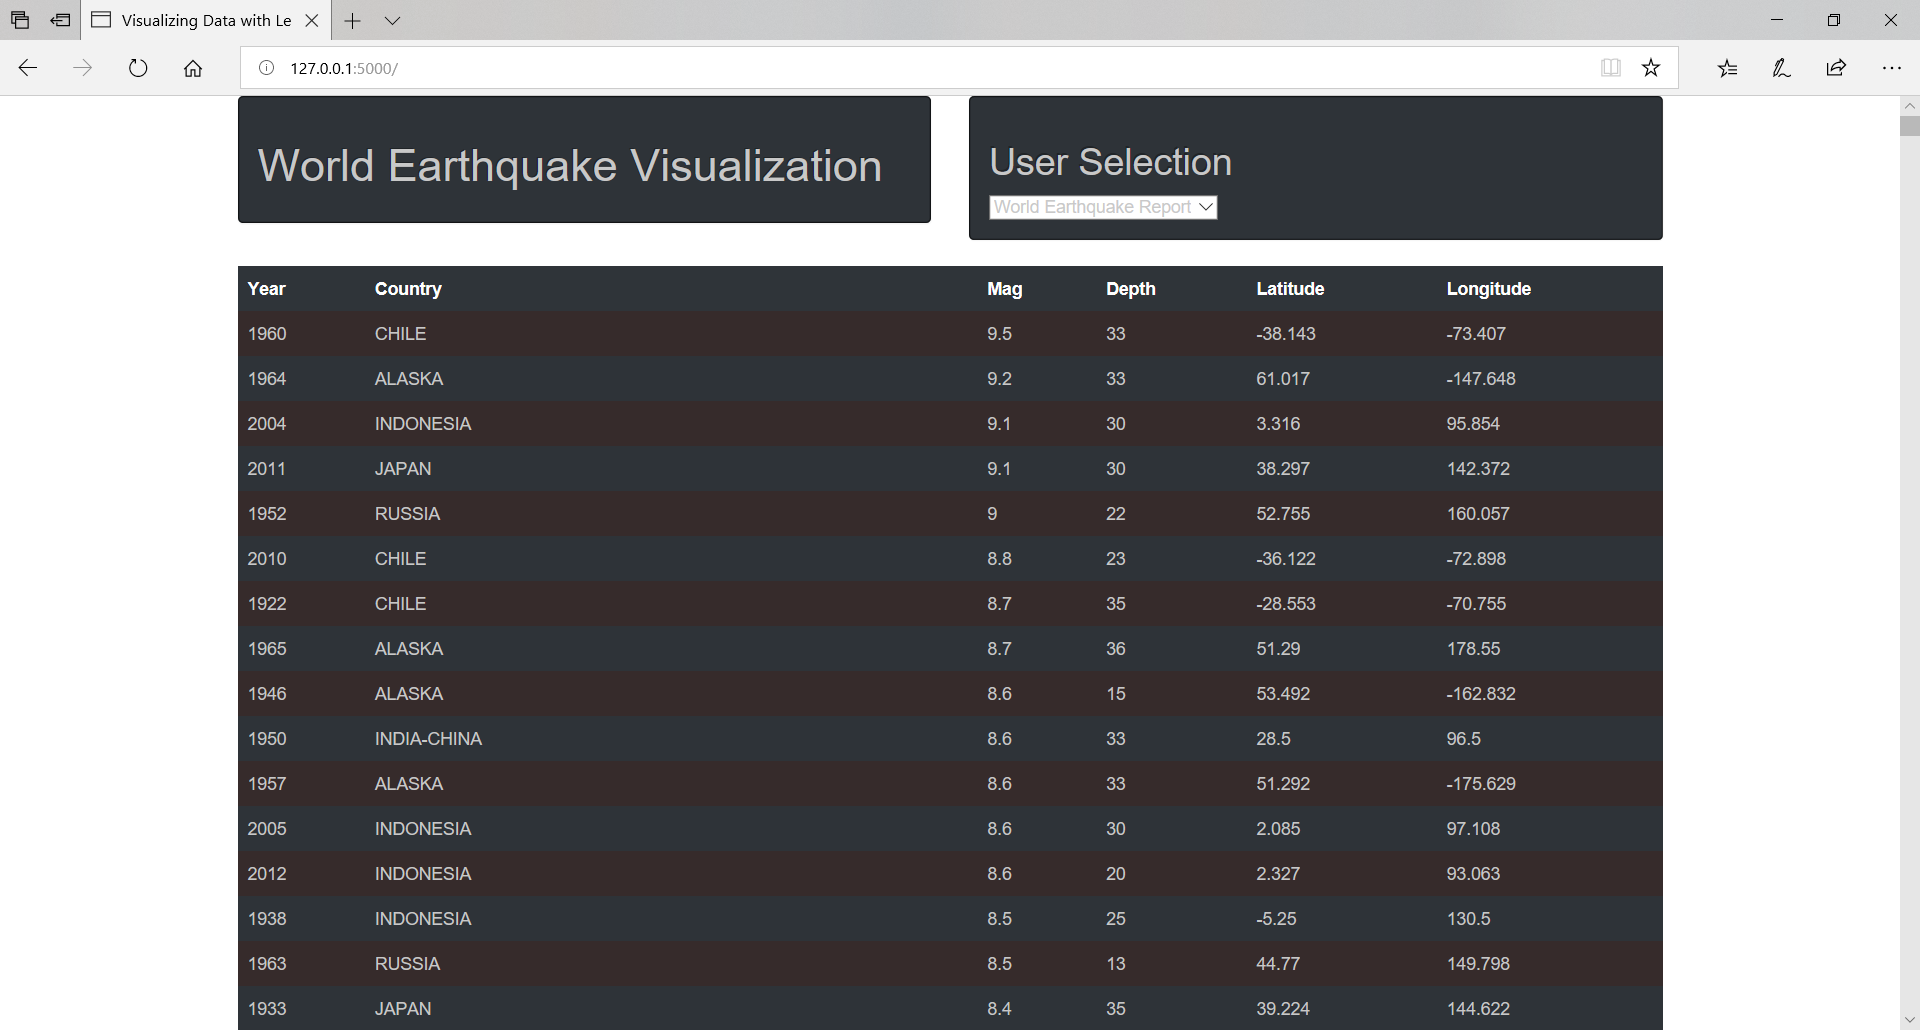 Visualizing Data with Le
127.0.0.1:5000/
World Earthquake Visualization
User Selection
World Earthquake Report
Year Country Mag Depth Latitude Longitude
1960 CHILE 9.5 33 -38.143 -73.407
1964 ALASKA 9.2 33 61.017 -147.648
2004 INDONESIA 9.1 30 3.316 95.854
2011 JAPAN 9.1 30 38.297 142.372
1952 RUSSIA 9 22 52.755 160.057
2010 CHILE 8.8 23 -36.122 -72.898
1922 CHILE 8.7 35 -28.553 -70.755
1965 ALASKA 8.7 36 51.29 178.55
1946 ALASKA 8.6 15 53.492 -162.832
1950 INDIA-CHINA 8.6 33 28.5 96.5
1957 ALASKA 8.6 33 51.292 -175.629
2005 INDONESIA 8.6 30 2.085 97.108
2012 INDONESIA 8.6 20 2.327 93.063
1938 INDONESIA 8.5 25 -5.25 130.5
1963 RUSSIA 8.5 13 44.77 149.798
1933 JAPAN 8.4 35 39.224 144.622